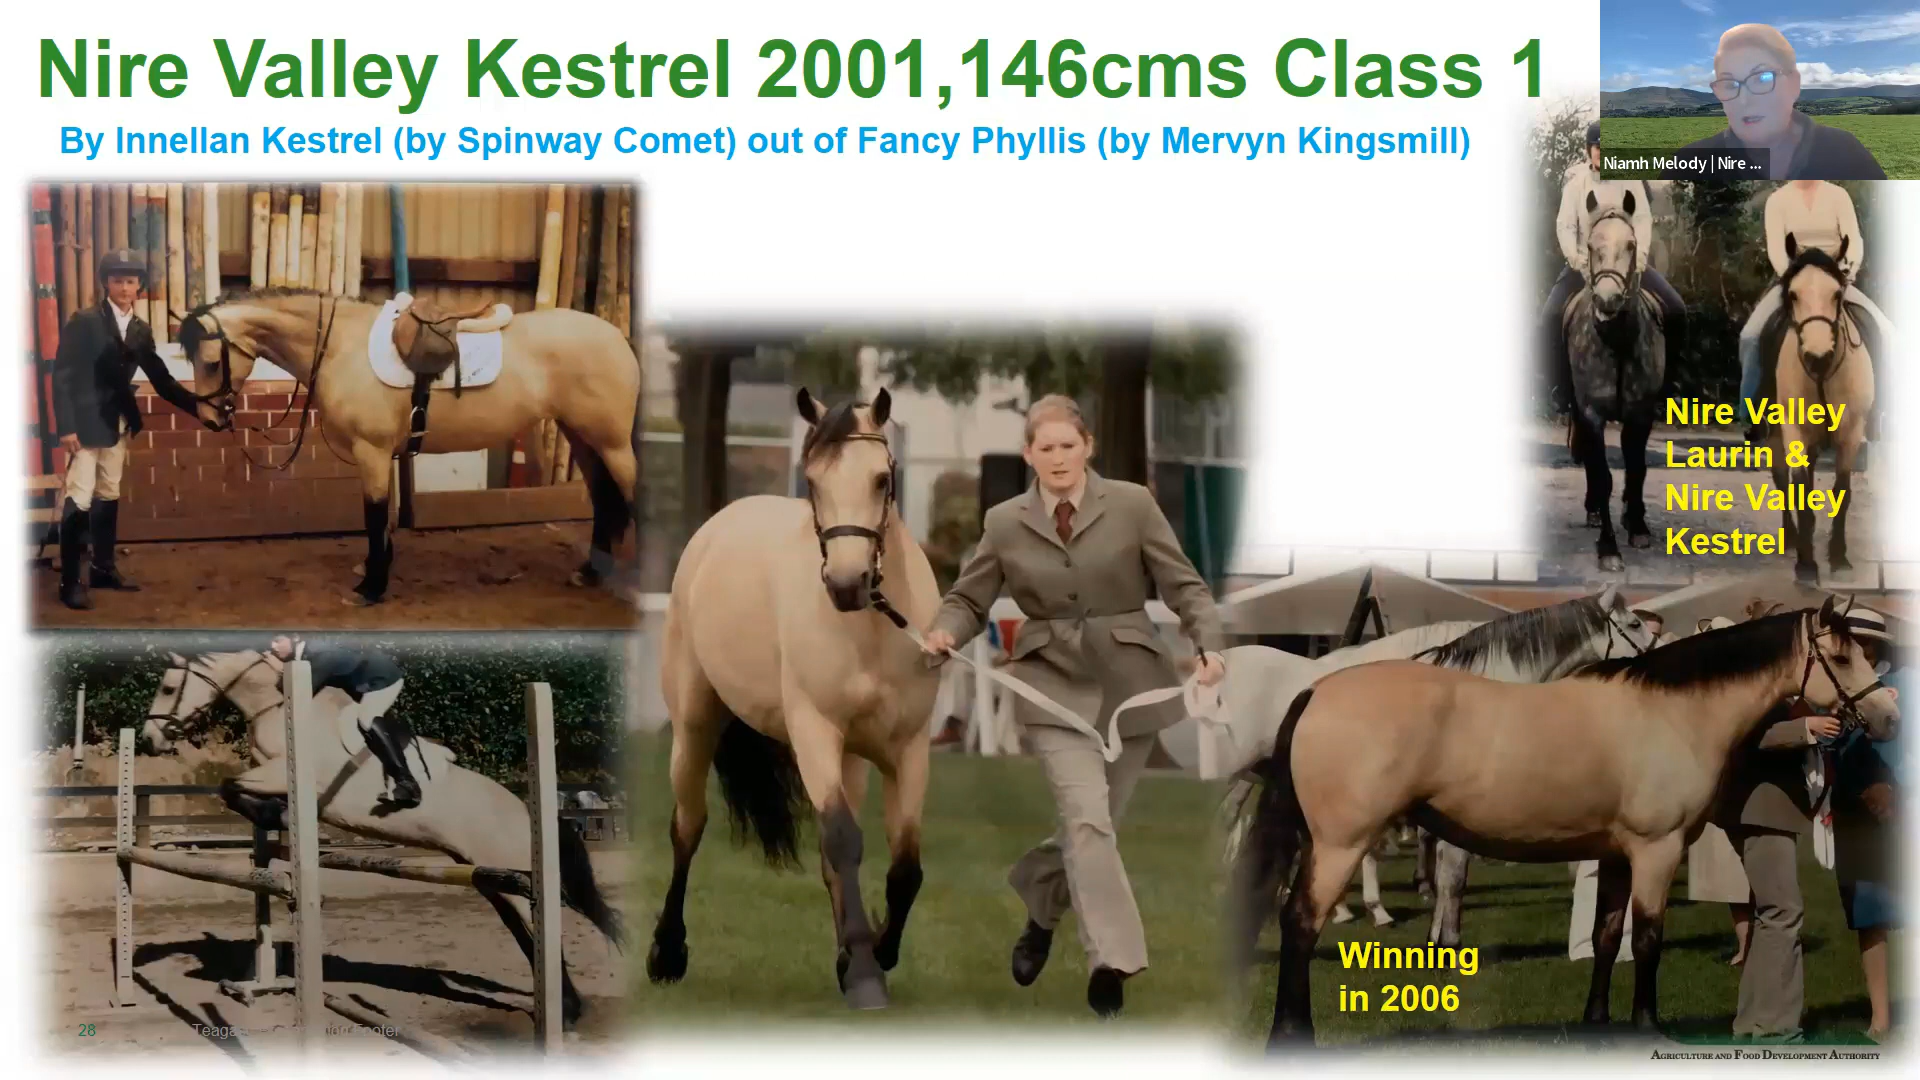 Nire Valley Kestrel 2001,146cms Class 1
By Innellan Kestrel (by Spinway Comet) out of Fancy Phyllis (by Mervyn Kingsmill)
Niamh Melody | Nire ...
Nire Valley
Laurin &
Nire Valley
Kestrel
Winning
in 2006
28
Footer
AGRICULTURE AND FOOD DEVELOPMENT AUTHORITY